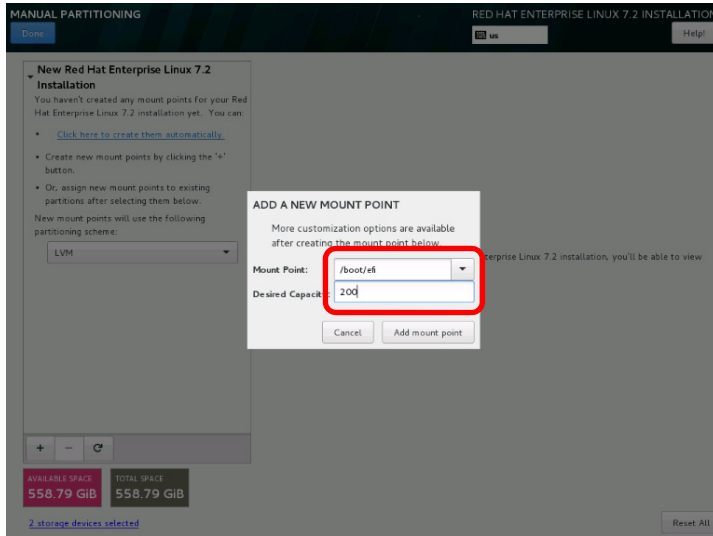 MANUAL PARTITIONING
RED HAT ENTERPRISE LINUX 7.2 INSTALLATION
Done
us
Help!
New Red Hat Enterprise Linux 7.2
Installation
You haven't created any mount points for your Red
Hat Enterprise Linux 7.2 installation yet. You can:
• Click here to create them automatically.
• Create new mount points by clicking the '+'
button.
• Or, assign new mount points to existing
partitions after selecting them below.
New mount points will use the following
partitioning scheme:
LVM
ADD A NEW MOUNT POINT
More customization options are available
after creating the mount point below.
Mount Point:
/boot/efi
Desired Capacity:
200
Cancel
Add mount point
terprise Linux 7.2 installation, you'll be able to view
+ −
AVAILABLE SPACE
558.79 GiB
TOTAL SPACE
558.79 GiB
2 storage devices selected
Reset All